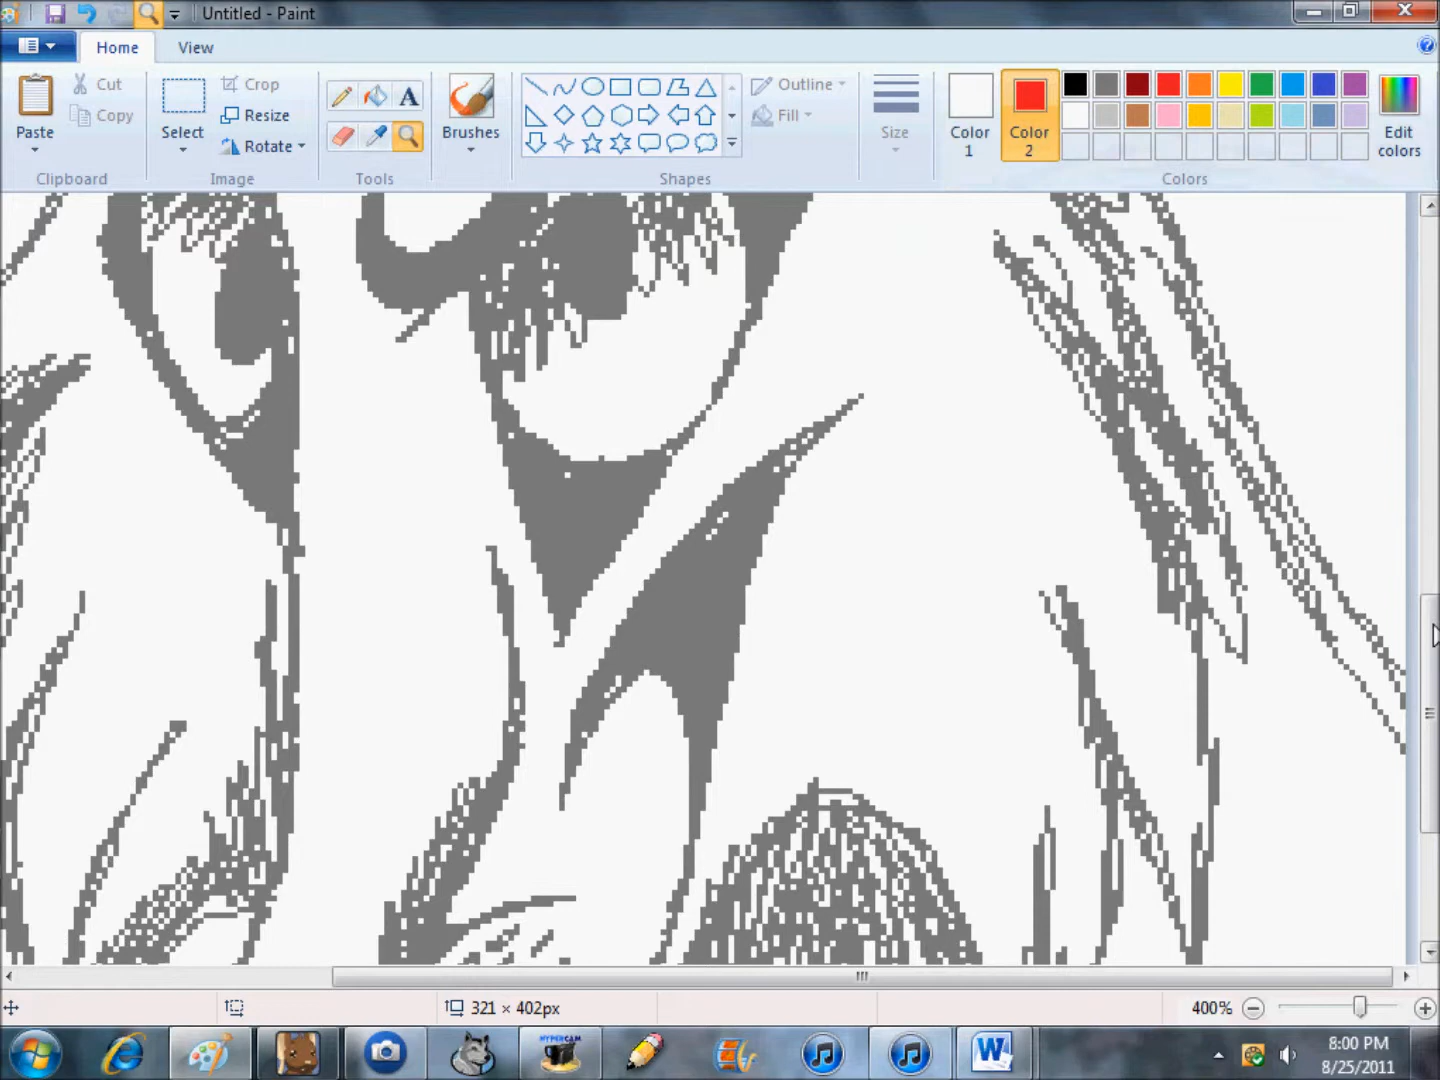 Untitled - Paint
Home View
Cut Crop Outline
Copy Resize Fill
Paste Select Rotate Brushes Size Color 1 Color 2 Edit colors
Clipboard Image Tools Shapes Colors
A
321 × 402px 400%
HYPERCAM
W
8:00 PM
8/25/2011